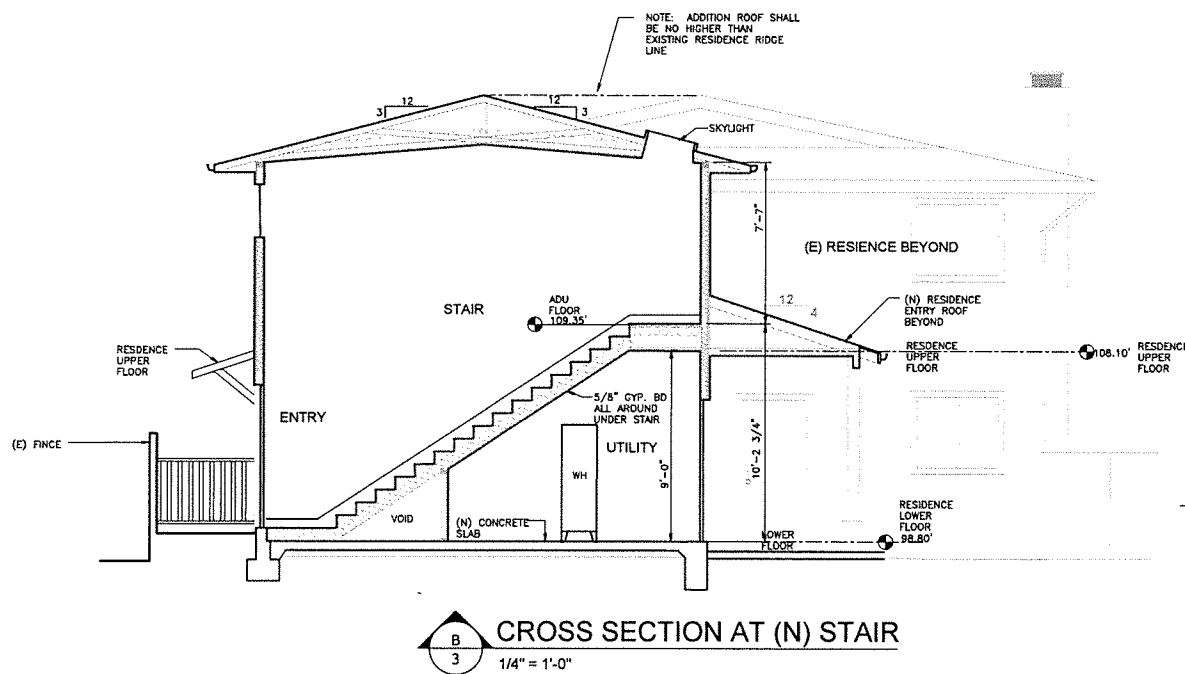 NOTE: ADDITION ROOF SHALL
BE NO HIGHER THAN
EXISTING RESIDENCE RIDGE
LINE
12
3
12
3
SKYLIGHT
7'-7"
(E) RESIENCE BEYOND
STAIR
ADU
FLOOR
109.35'
12
4
(N) RESIDENCE
ENTRY ROOF
BEYOND
RESDENCE
UPPER
FLOOR
RESDENCE
UPPER
FLOOR
108.10'
RESDENCE
UPPER
FLOOR
5/8" GYP. BD
ALL AROUND
UNDER STAIR
ENTRY
UTILITY
(E) FINCE
WH
9'-0"
10'-2 3/4"
VOID
(N) CONCRETE
SLAB
LOWER
FLOOR
RESIDENCE
LOWER
FLOOR
98.80'
B
3
CROSS SECTION AT (N) STAIR
1/4" = 1'-0"